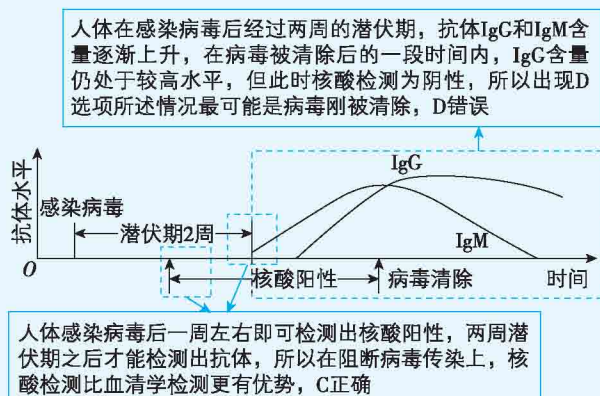 人体在感染病毒后经过两周的潜伏期，抗体IgG和IgM含
量逐渐上升，在病毒被清除后的一段时间内，IgG含量
仍处于较高水平，但此时核酸检测为阴性，所以出现D
选项所述情况最可能是病毒刚被清除，D错误
抗体水平
IgG
感染病毒
潜伏期2周
IgM
O
核酸阳性
病毒清除
时间
人体感染病毒后一周左右即可检测出核酸阳性，两周潜
伏期之后才能检测出抗体，所以在阻断病毒传染上，核
酸检测比血清学检测更有优势，C正确